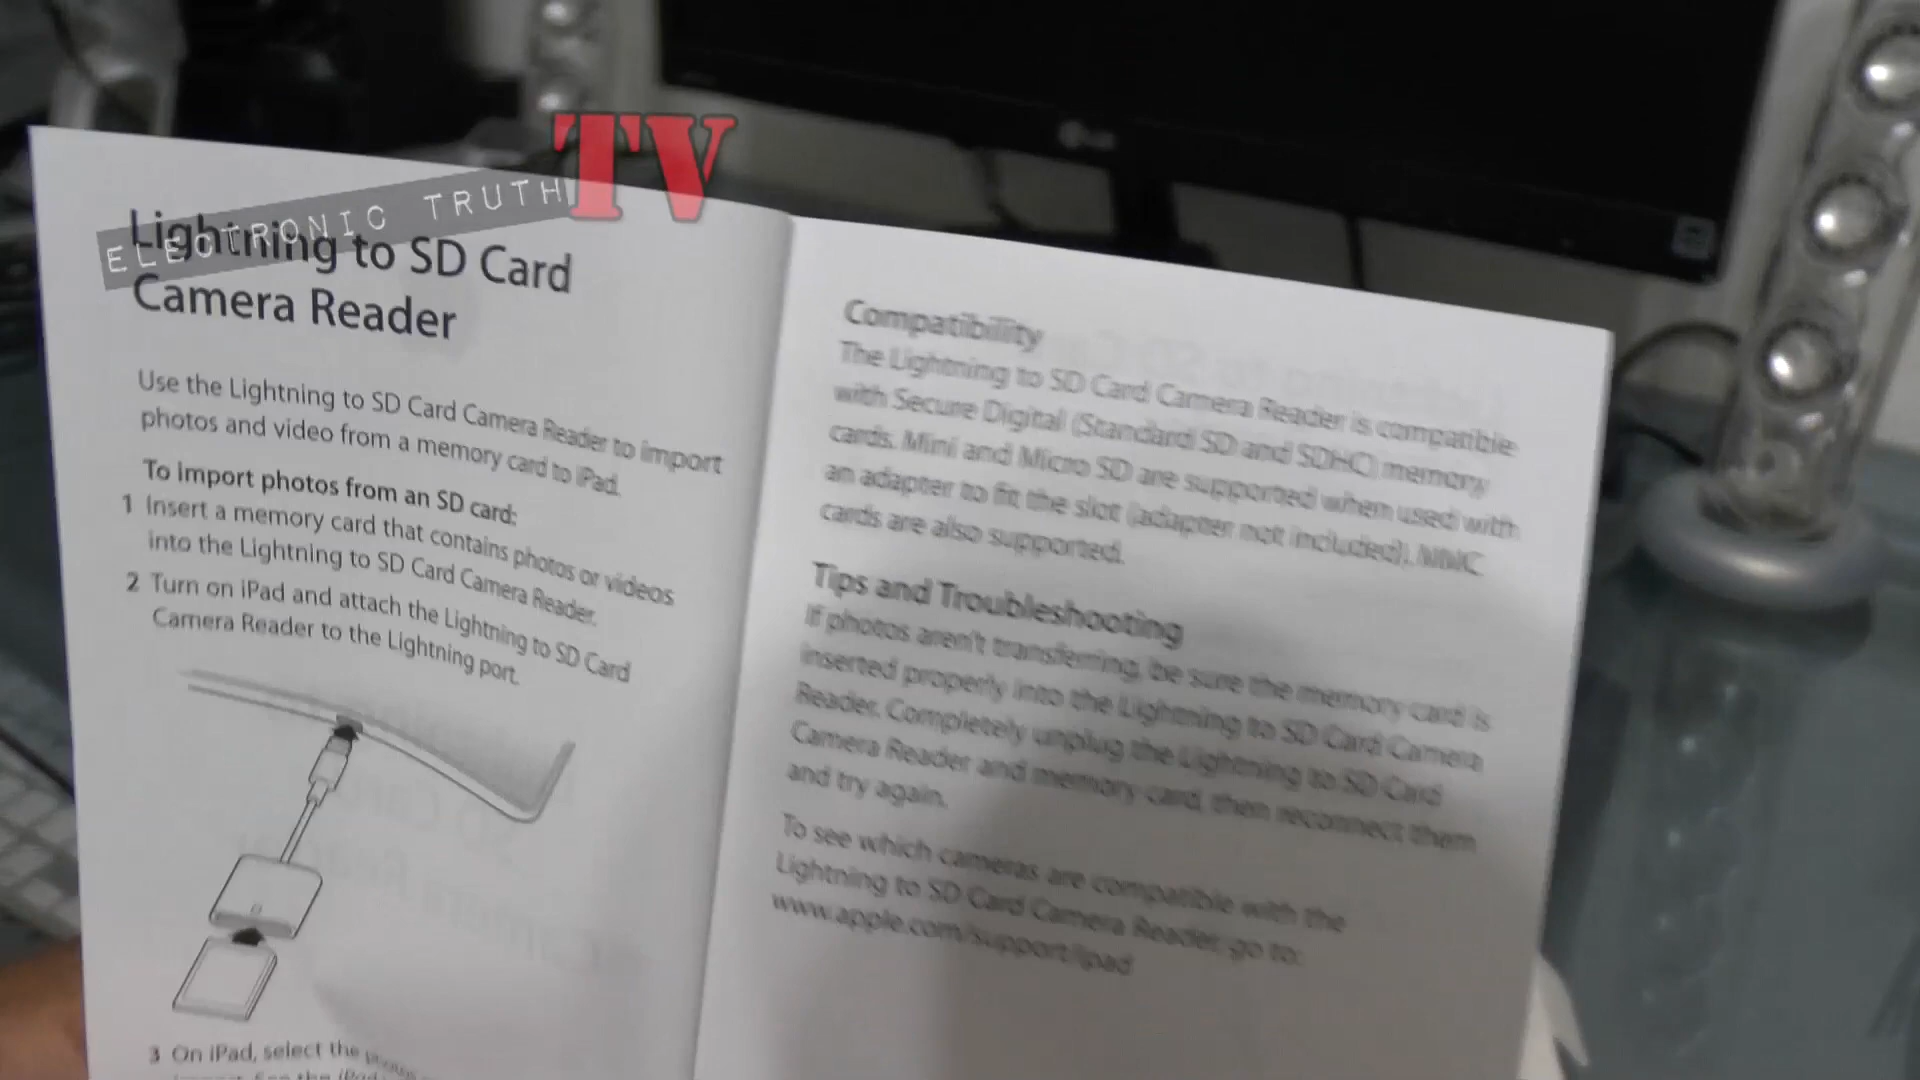 TV
ELECTRONIC TRUTH
Lightning to SD Card
Camera Reader
Use the Lightning to SD Card Camera Reader to import
photos and video from a memory card to iPad.
To import photos from an SD card:
1 Insert a memory card that contains photos or videos
into the Lightning to SD Card Camera Reader.
2 Turn on iPad and attach the Lightning to SD Card
Camera Reader to the Lightning port.
3 On iPad, select the photos
Compatibility
The Lightning to SD Card Camera Reader is compatible
with Secure Digital (Standard SD and SDHC) memory
cards. Mini and Micro SD are supported when used with
an adapter to fit the slot (adapter not included). MMC
cards are also supported.
Tips and Troubleshooting
If photos aren't transferring, be sure the memory card is
inserted properly into the Lightning to SD Card Camera
Reader. Completely unplug the Lightning to SD Card
Camera Reader and memory card, then reconnect them
and try again.
To see which cameras are compatible with the
Lightning to SD Card Camera Reader, go to:
www.apple.com/support/ipad
LG